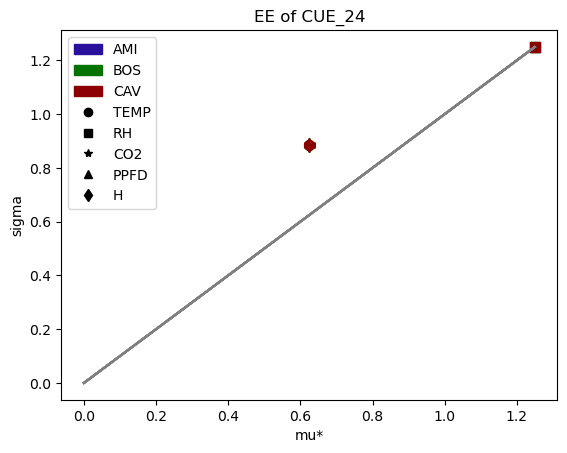 EE of CUE_24
AMI
BOS
CAV
TEMP
RH
CO2
PPFD
H
sigma
1.2
1.0
0.8
0.6
0.4
0.2
0.0
0.0 0.2 0.4 0.6 0.8 1.0 1.2
mu*